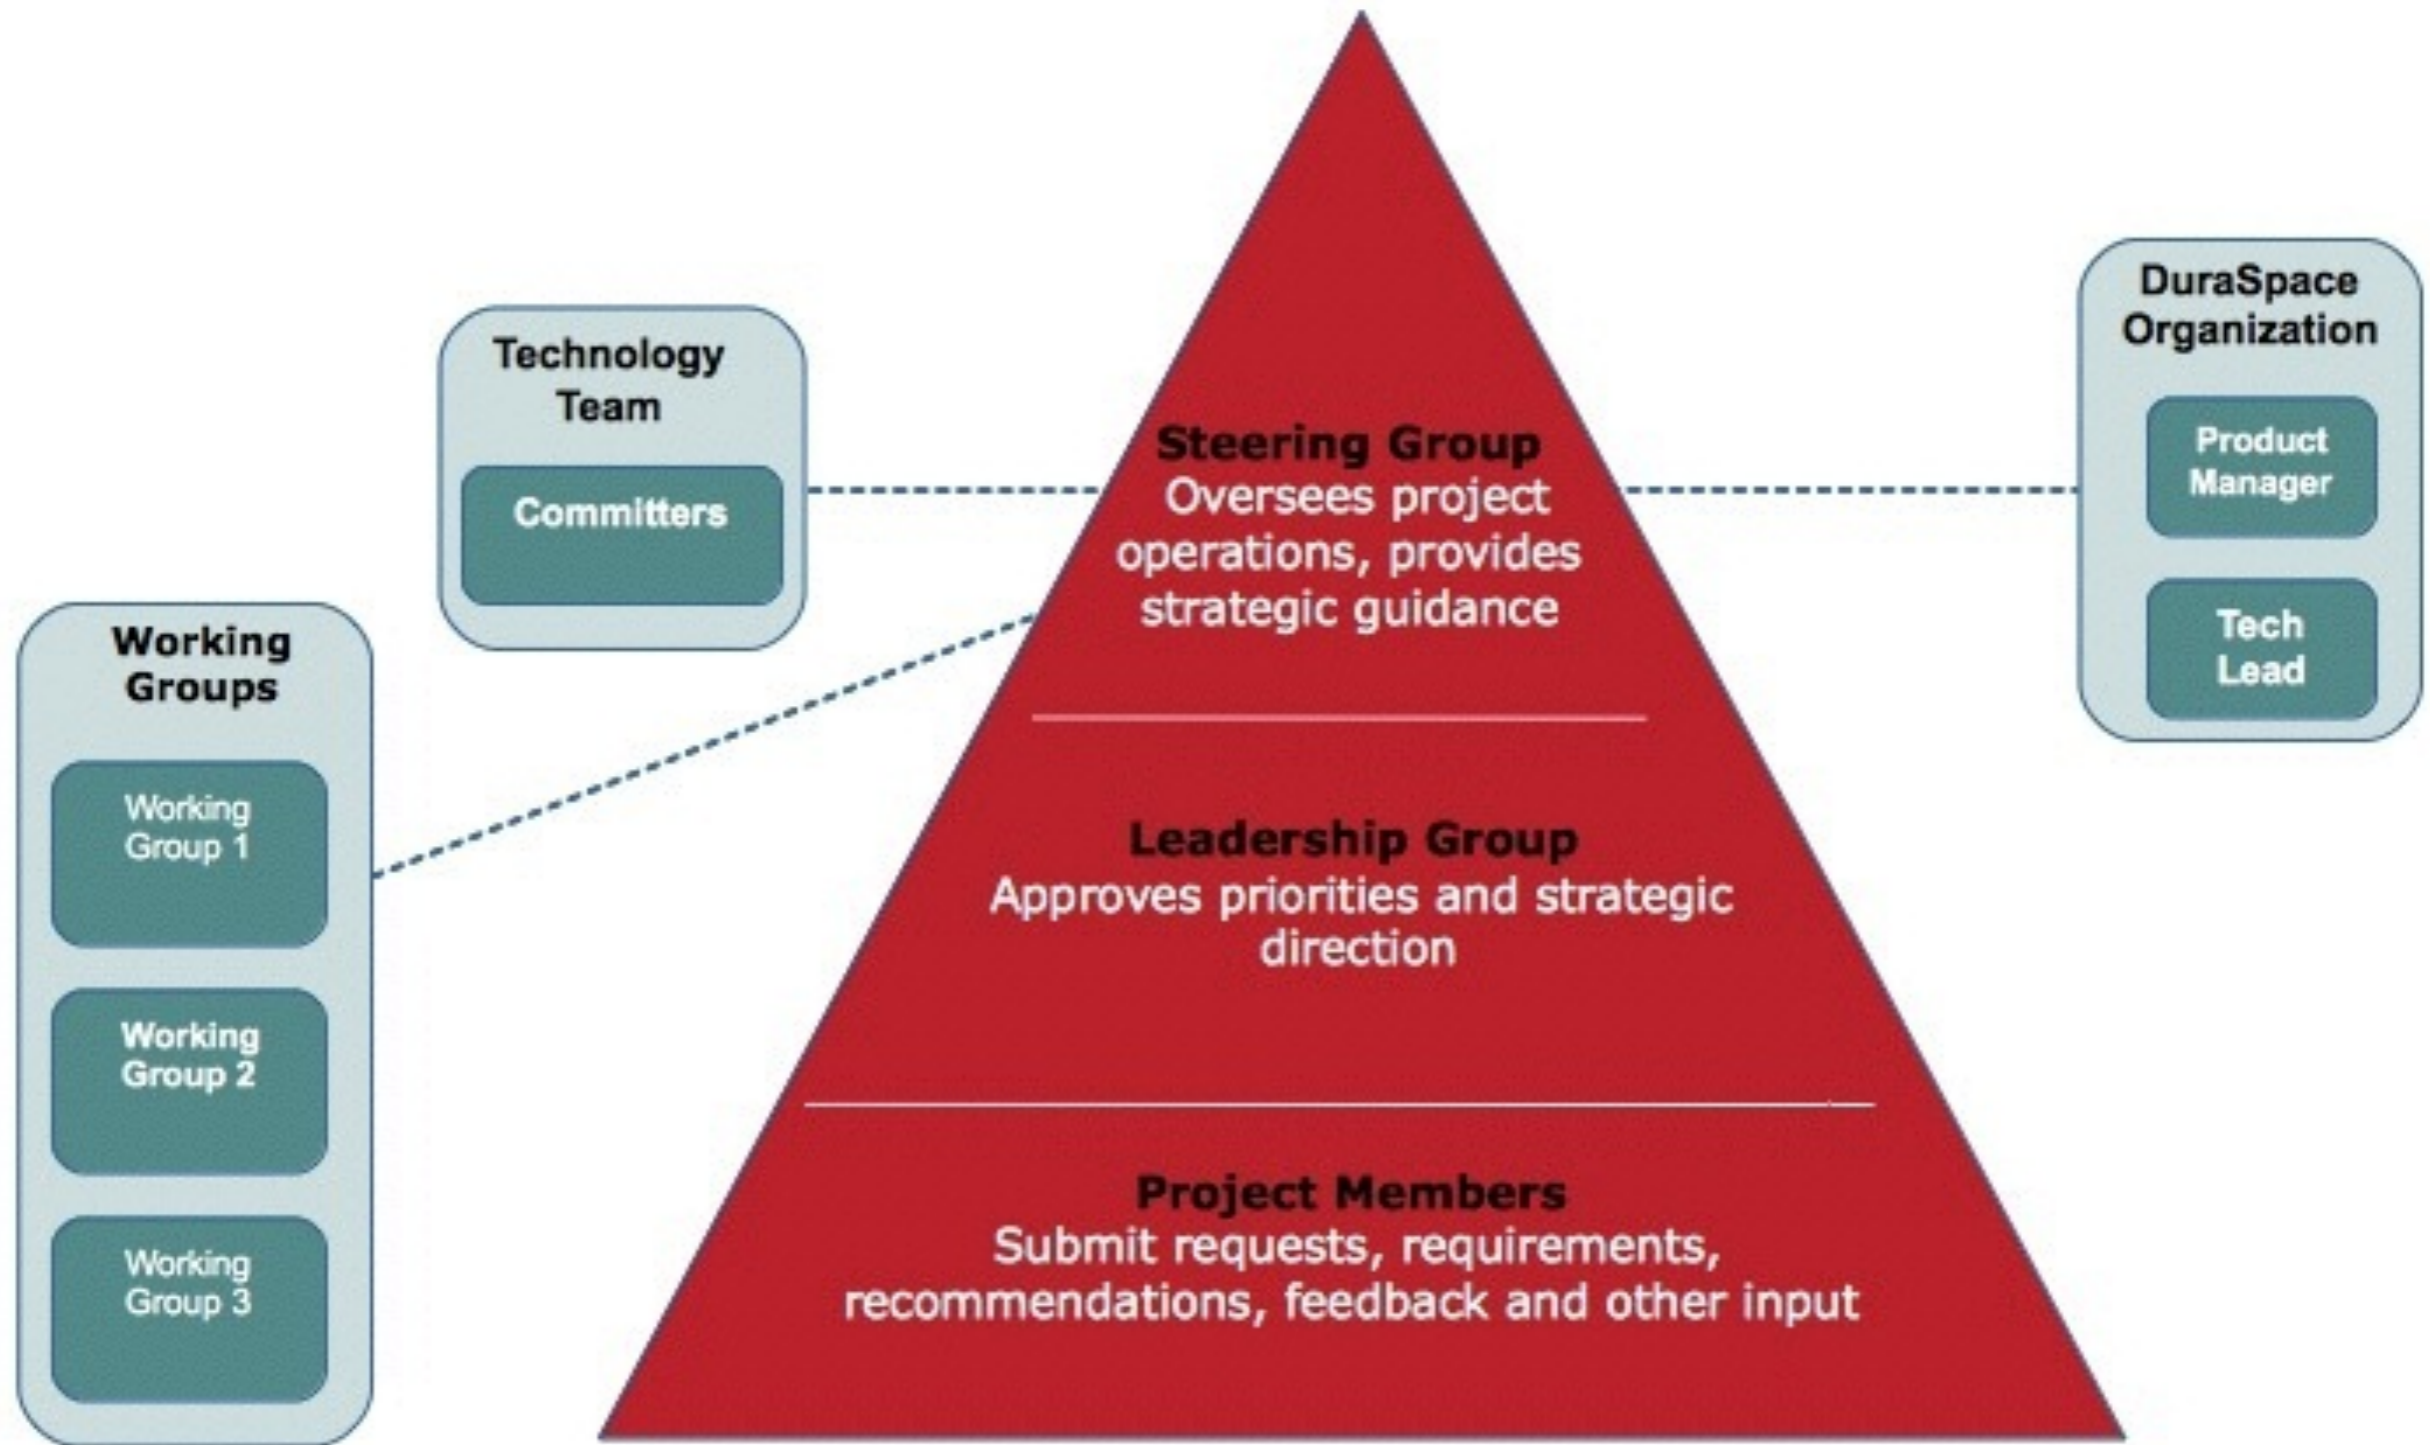 DuraSpace
Organization
Product
Manager
Tech
Lead
Technology
Team
Committers
Working
Groups
Working
Group 1
Working
Group 2
Working
Group 3
Steering Group
Oversees project
operations, provides
strategic guidance
Leadership Group
Approves priorities and strategic
direction
Project Members
Submit requests, requirements,
recommendations, feedback and other input